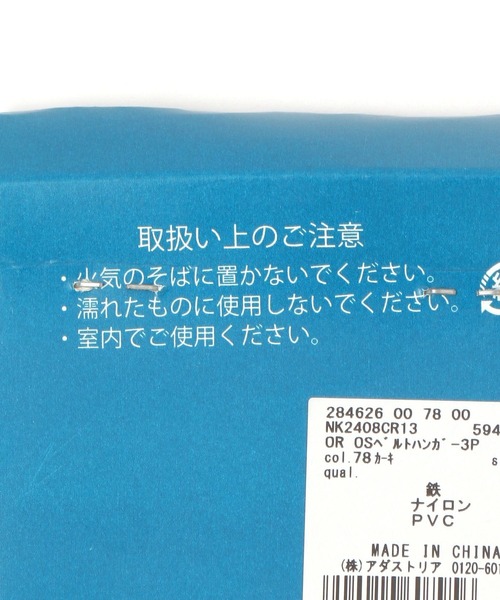 取扱い上のご注意
・火気のそばに置かないでください。
・濡れたものに使用しないでください。
・室内でご使用ください。
284626 00 78 00
NK2408CR13 594
OR OSﾍﾞﾙﾄﾊﾝｶﾞｰ3P
col.78ｶｰｷ s
qual.
鉄
ナイロン
PVC
MADE IN CHINA
(株)アダストリア 0120-601